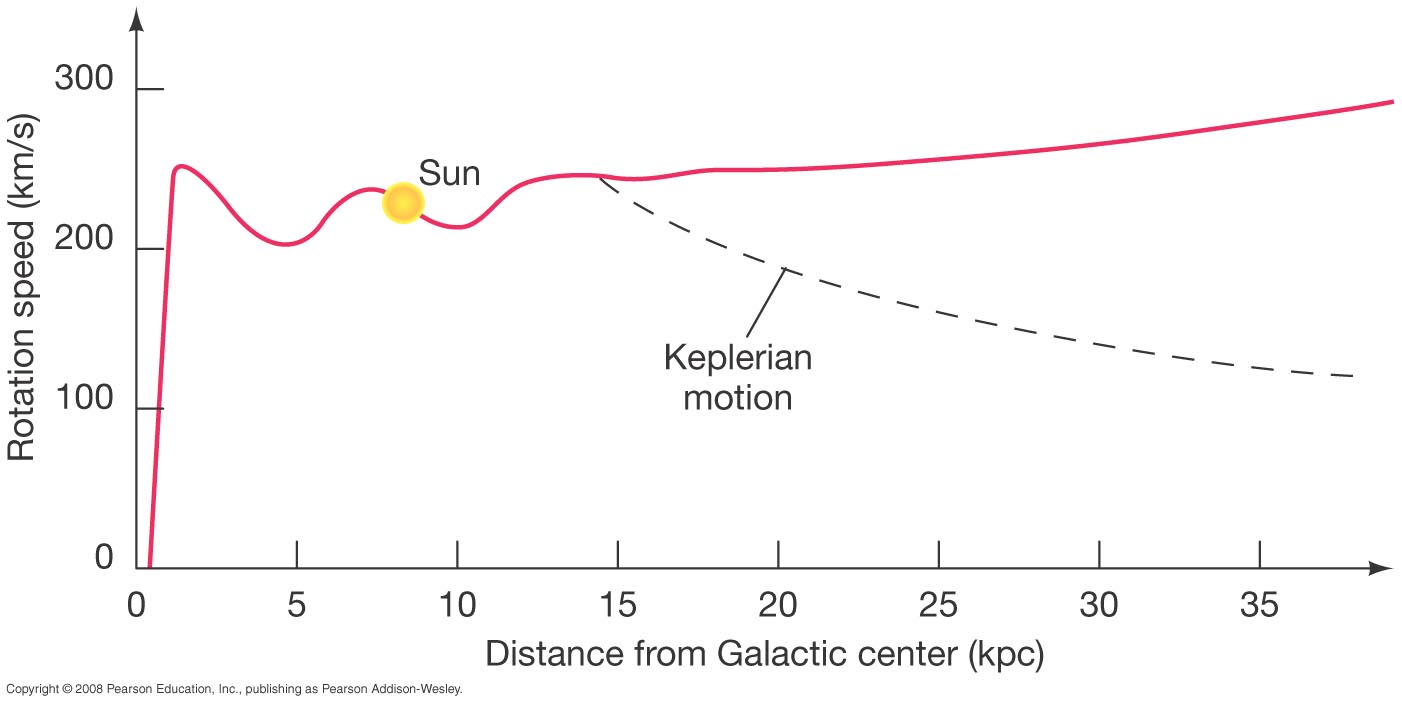 300
200
100
0
Rotation speed (km/s)
Sun
Keplerian
motion
0 5 10 15 20 25 30 35
Distance from Galactic center (kpc)
Copyright © 2008 Pearson Education, Inc., publishing as Pearson Addison-Wesley.